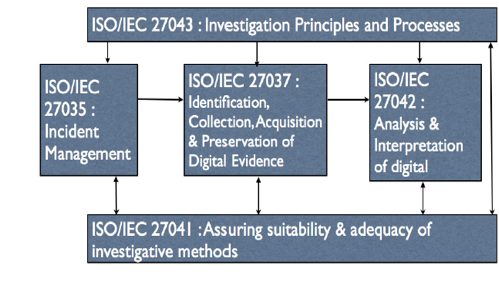 ISO/IEC 27043 : Investigation Principles and Processes
ISO/IEC
27035 :
Incident
Management
ISO/IEC 27037 :
Identification,
Collection, Acquisition
& Preservation of
Digital Evidence
ISO/IEC
27042 :
Analysis &
Interpretation
of digital
ISO/IEC 27041 : Assuring suitability & adequacy of
investigative methods